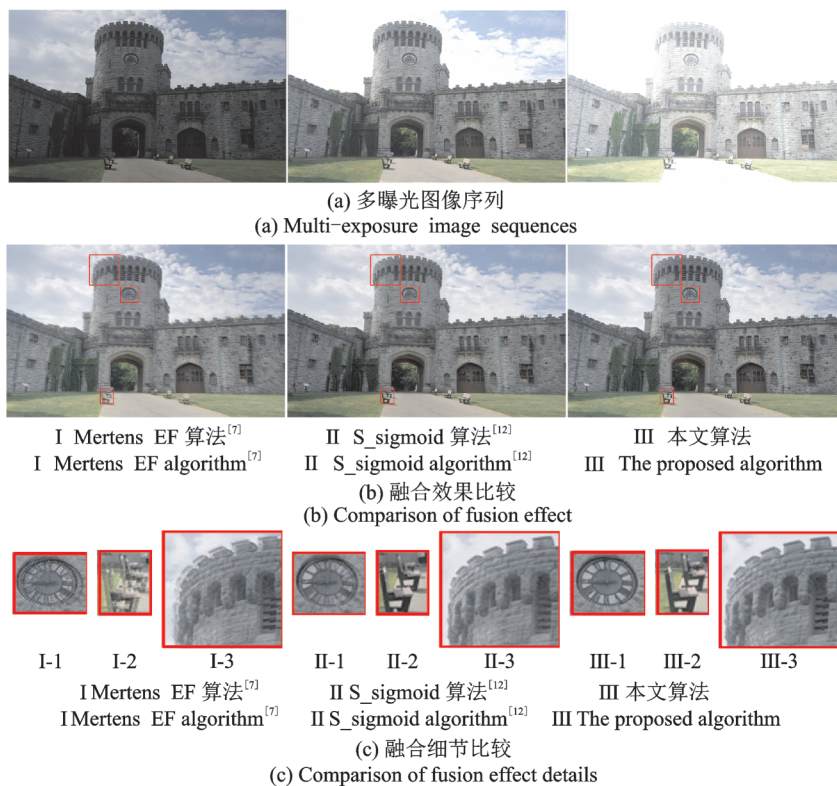 (a) 多曝光图像序列
(a) Multi-exposure image sequences
I Mertens EF 算法[7] II S_sigmoid 算法[12] III 本文算法
I Mertens EF algorithm[7] II S_sigmoid algorithm[12] III The proposed algorithm
(b) 融合效果比较
(b) Comparison of fusion effect
I-1 I-2 I-3 II-1 II-2 II-3 III-1 III-2 III-3
I Mertens EF 算法[7] II S_sigmoid 算法[12] III 本文算法
I Mertens EF algorithm[7] II S_sigmoid algorithm[12] III The proposed algorithm
(c) 融合细节比较
(c) Comparison of fusion effect details